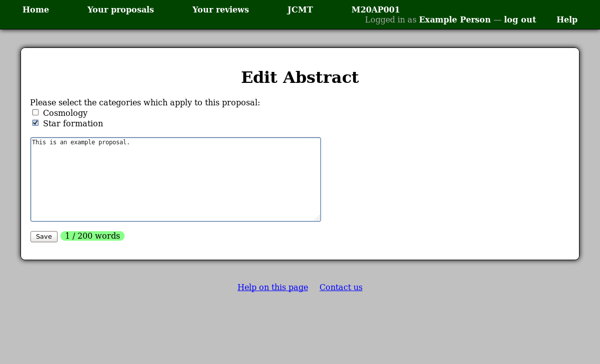 Home Your proposals Your reviews JCMT M20AP001
Logged in as Example Person — log out Help
Edit Abstract
Please select the categories which apply to this proposal:
Cosmology
Star formation
This is an example proposal.
Save 1 / 200 words
Help on this page Contact us